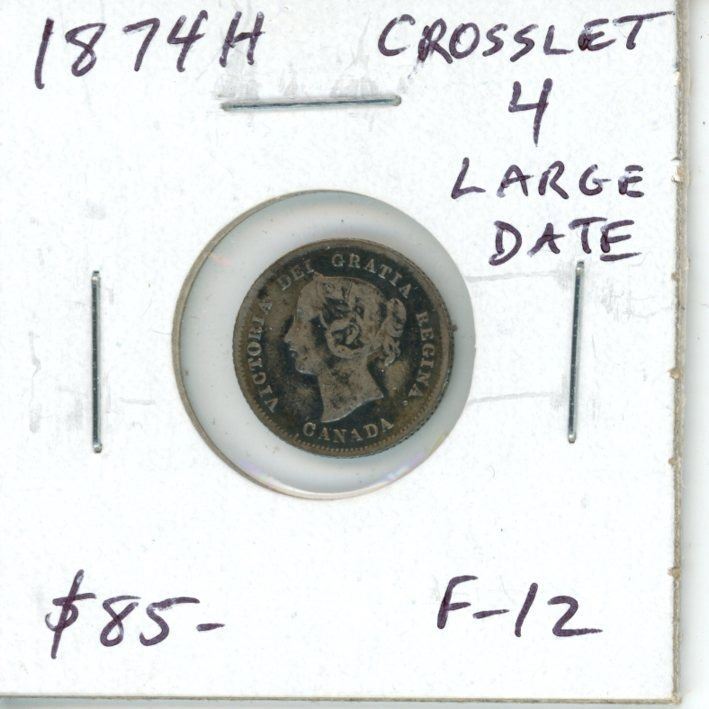 1874H CROSSLET
4
LARGE
DATE
VICTORIA DEI GRATIA REGINA.
CANADA
$85- F-12